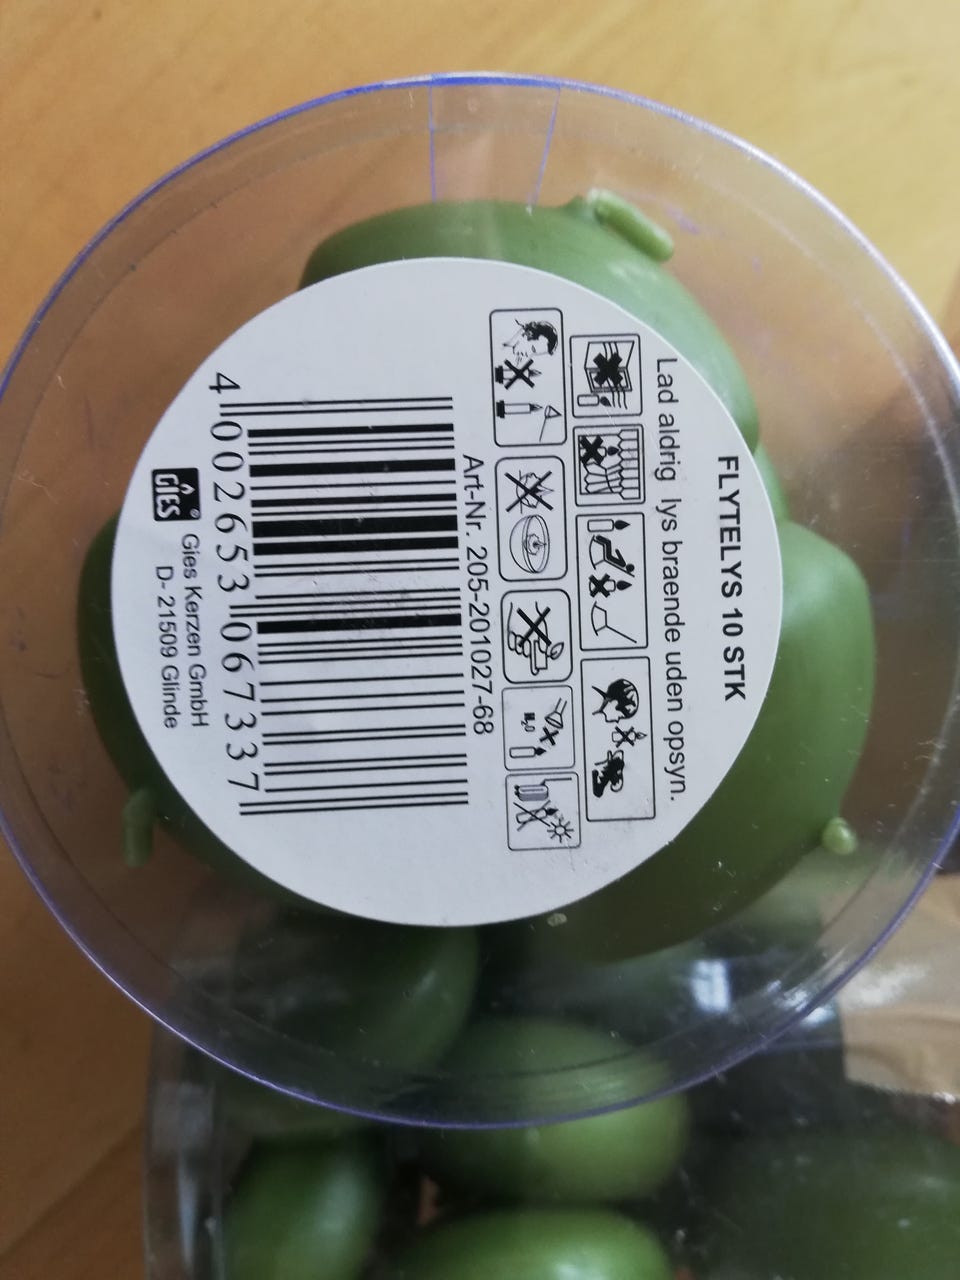 FLYTELYS 10 STK
Lad aldrig lys braende uden opsyn.
H₂O
Art-Nr. 205-201027-68
4 002653 067337
GIES® Gies Kerzen GmbH
D- 21509 Glinde